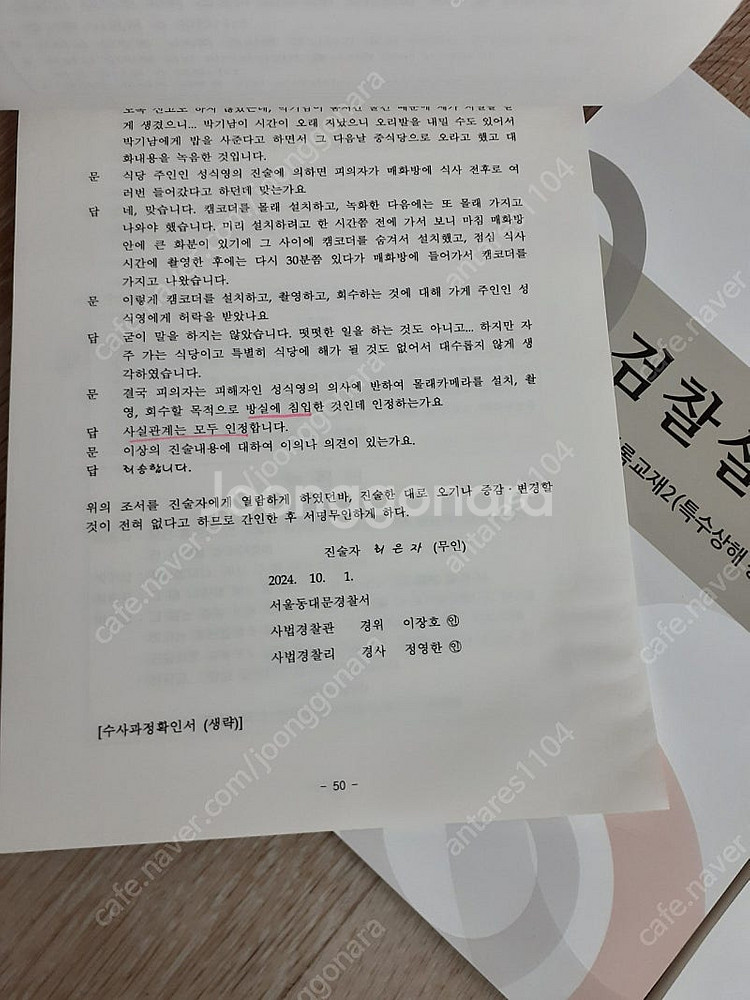 게 생겼으니... 박기남이 시간이 오래 지났으니 오리발을 내밀 수도 있어서
박기남에게 밥을 사준다고 하면서 그 다음날 중식당으로 오라고 했고 대
화내용을 녹음한 것입니다.
문 식당 주인인 성식영의 진술에 의하면 피의자가 매화방에 식사 전후로 여
러번 들어갔다고 하던데 맞는가요
답 네, 맞습니다. 캠코더를 몰래 설치하고, 녹화한 다음에는 또 몰래 가지고
나와야 했습니다. 미리 설치하려고 한 시간쯤 전에 가서 보니 마침 매화방
안에 큰 화분이 있기에 그 사이에 캠코더를 숨겨서 설치했고, 점심 식사
시간에 촬영한 후에는 다시 30분쯤 있다가 매화방에 들어가서 캠코더를
가지고 나왔습니다.
문 이렇게 캠코더를 설치하고, 촬영하고, 회수하는 것에 대해 가게 주인인 성
식영에게 허락을 받았나요
답 굳이 말을 하지는 않았습니다. 떳떳한 일을 하는 것도 아니고... 하지만 자
주 가는 식당이고 특별히 식당에 해가 될 것도 없어서 대수롭지 않게 생
각하였습니다.
문 결국 피의자는 피해자인 성식영의 의사에 반하여 몰래카메라를 설치, 촬
영, 회수할 목적으로 방실에 침입한 것인데 인정하는가요
답 사실관계는 모두 인정합니다.
문 이상의 진술내용에 대하여 이의나 의견이 있는가요.
답 죄송합니다.
위의 조서를 진술자에게 열람하게 하였던바, 진술한 대로 오기나 증감·변경할
것이 전혀 없다고 하므로 간인한 후 서명무인하게 하다.
진술자 최은자 (무인)
2024. 10. 1.
서울동대문경찰서
사법경찰관 경위 이장호 ㊞
사법경찰리 경사 정영한 ㊞
[수사과정확인서 (생략)]
- 50 -
검찰실
록교재2(특수상해
joonggonara
antares1104
cafe.naver.com/joonggonara